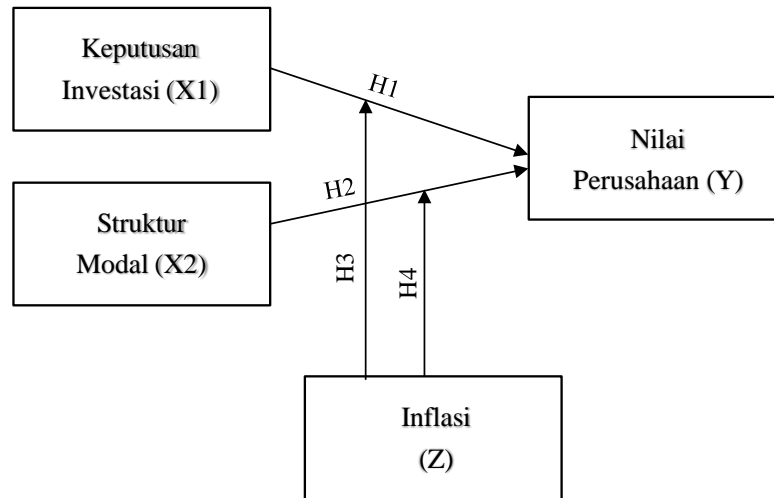 Keputusan
Investasi (X1)
H1
Nilai
Perusahaan (Y)
H2
Struktur
Modal (X2)
H3
H4
Inflasi
(Z)